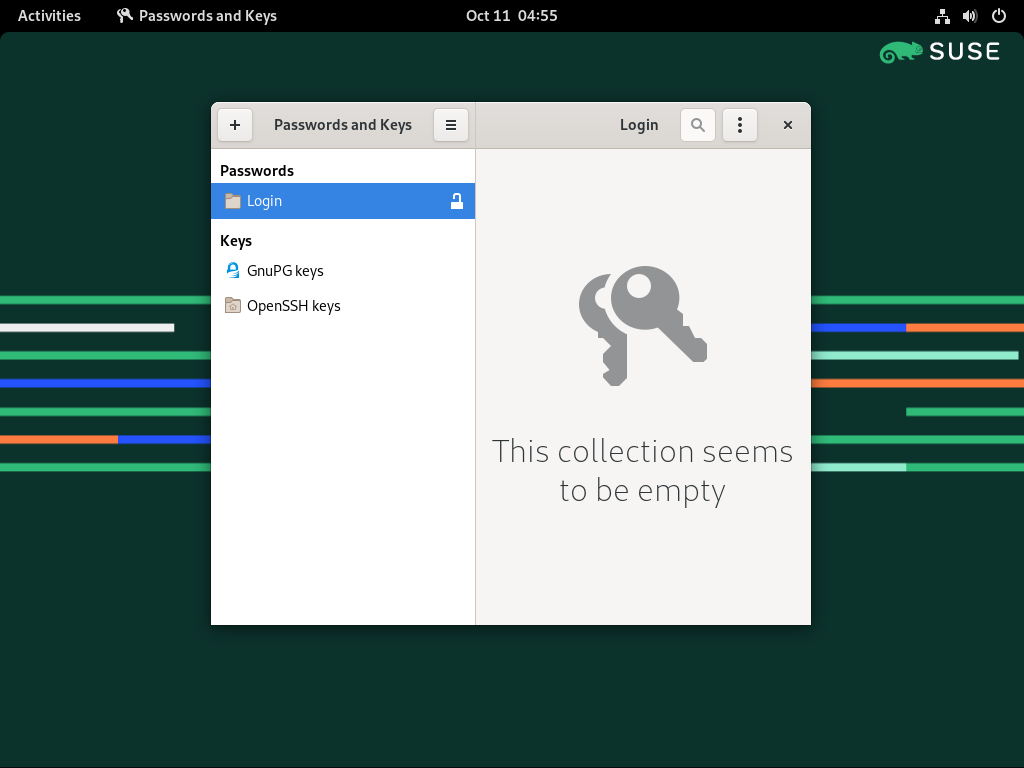 Activities
Passwords and Keys
Oct 11 04:55
SUSE
Passwords and Keys
Login
Passwords
Login
Keys
GnuPG keys
OpenSSH keys
This collection seems
to be empty